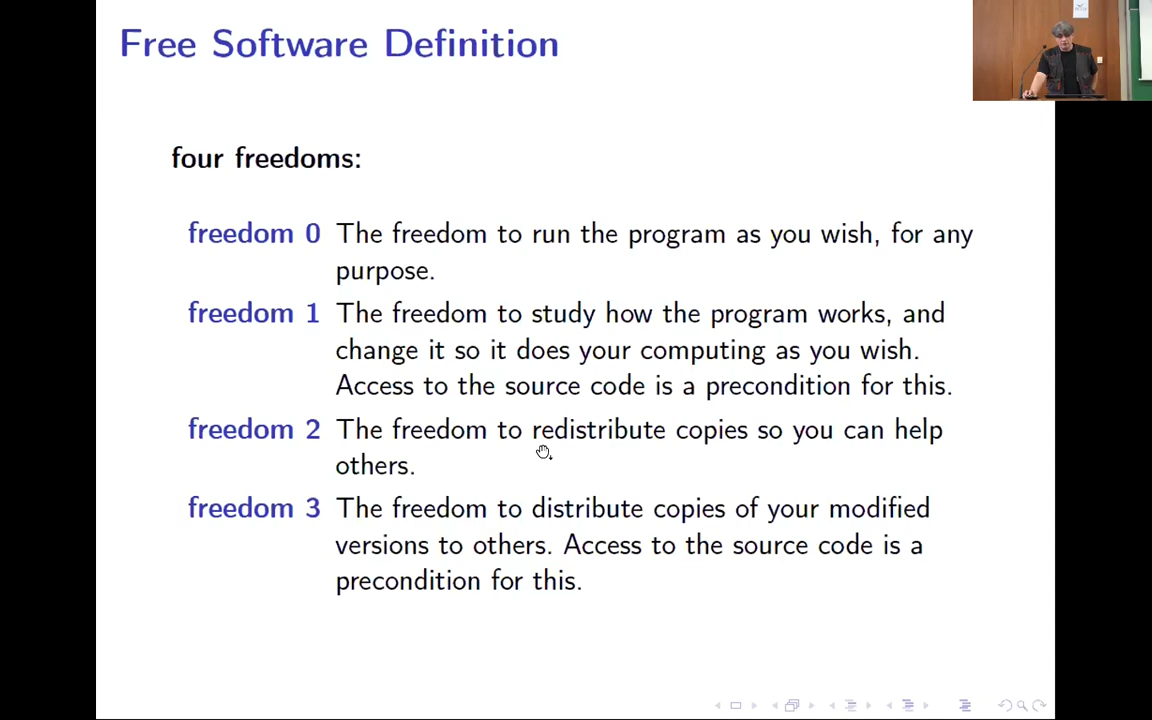 Free Software Definition
four freedoms:
freedom 0 The freedom to run the program as you wish, for any
purpose.
freedom 1 The freedom to study how the program works, and
change it so it does your computing as you wish.
Access to the source code is a precondition for this.
freedom 2 The freedom to redistribute copies so you can help
others.
freedom 3 The freedom to distribute copies of your modified
versions to others. Access to the source code is a
precondition for this.